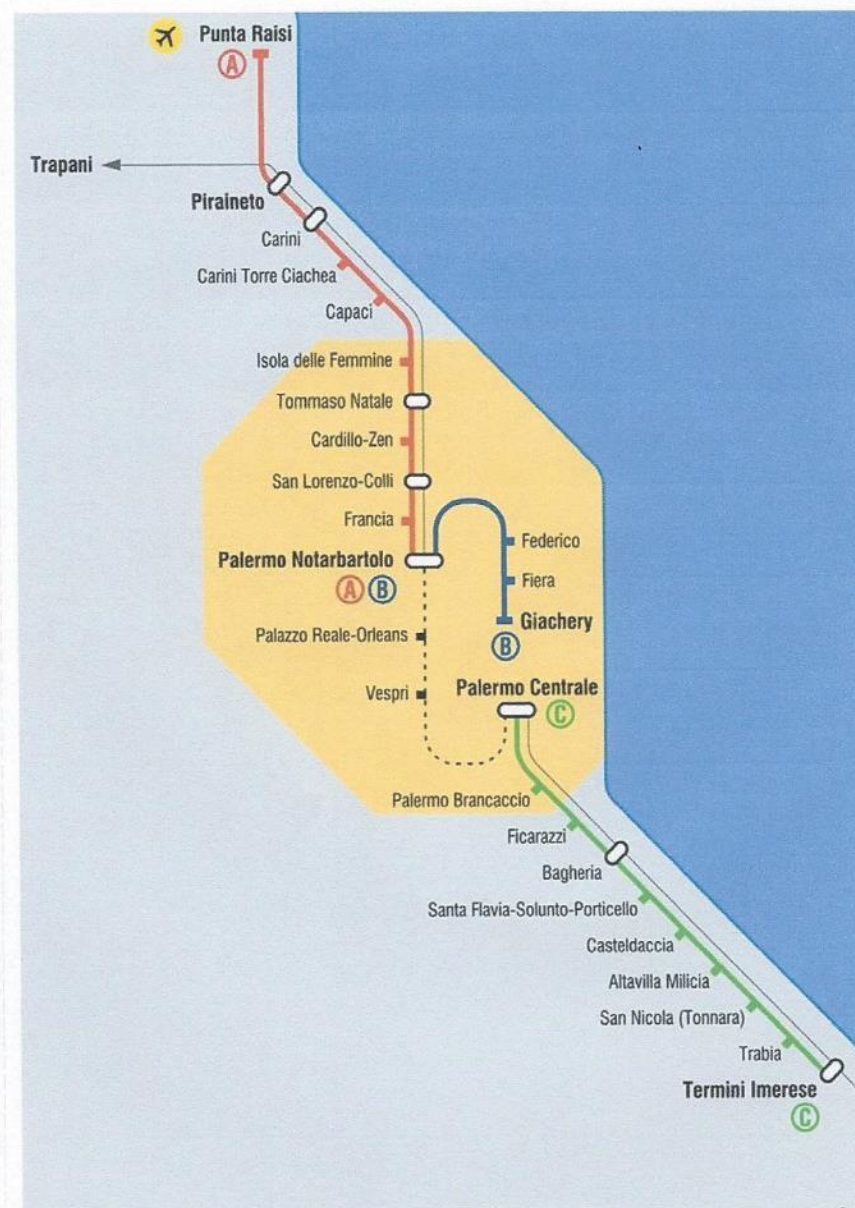 Punta Raisi
A
Trapani
Piraineto
Carini
Carini Torre Ciachea
Capaci
Isola delle Femmine
Tommaso Natale
Cardillo-Zen
San Lorenzo-Colli
Francia
Federico
Palermo Notarbartolo
Fiera
A B
Giachery
B
Palazzo Reale-Orleans
Vespri
Palermo Centrale
C
Palermo Brancaccio
Ficarazzi
Bagheria
Santa Flavia-Solunto-Porticello
Casteldaccia
Altavilla Milicia
San Nicola (Tonnara)
Trabia
Termini Imerese
C